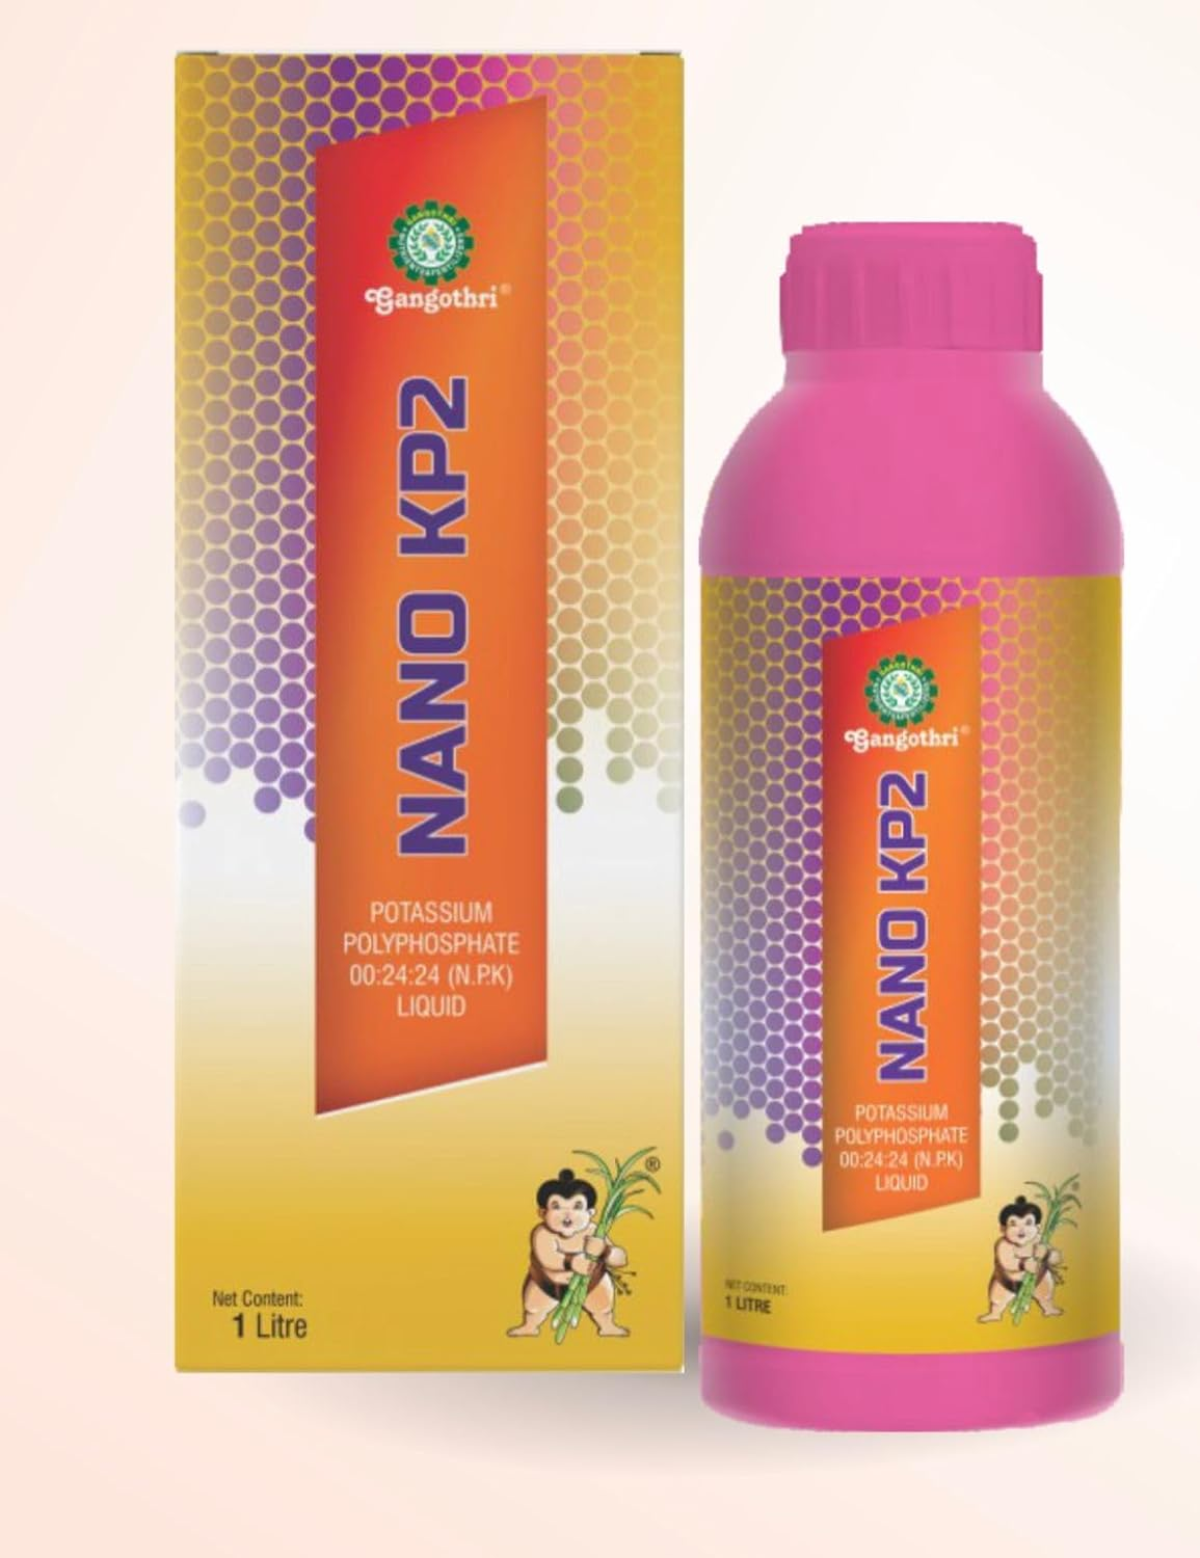 Gangothri®
NANO KP2
POTASSIUM
POLYPHOSPHATE
00:24:24 (N.P.K)
LIQUID
®
Net Content:
1 Litre
GANGOTHRI
Gangothri®
NANO KP2
POTASSIUM
POLYPHOSPHATE
00:24:24 (N.P.K)
LIQUID
NET CONTENT:
1 LITRE